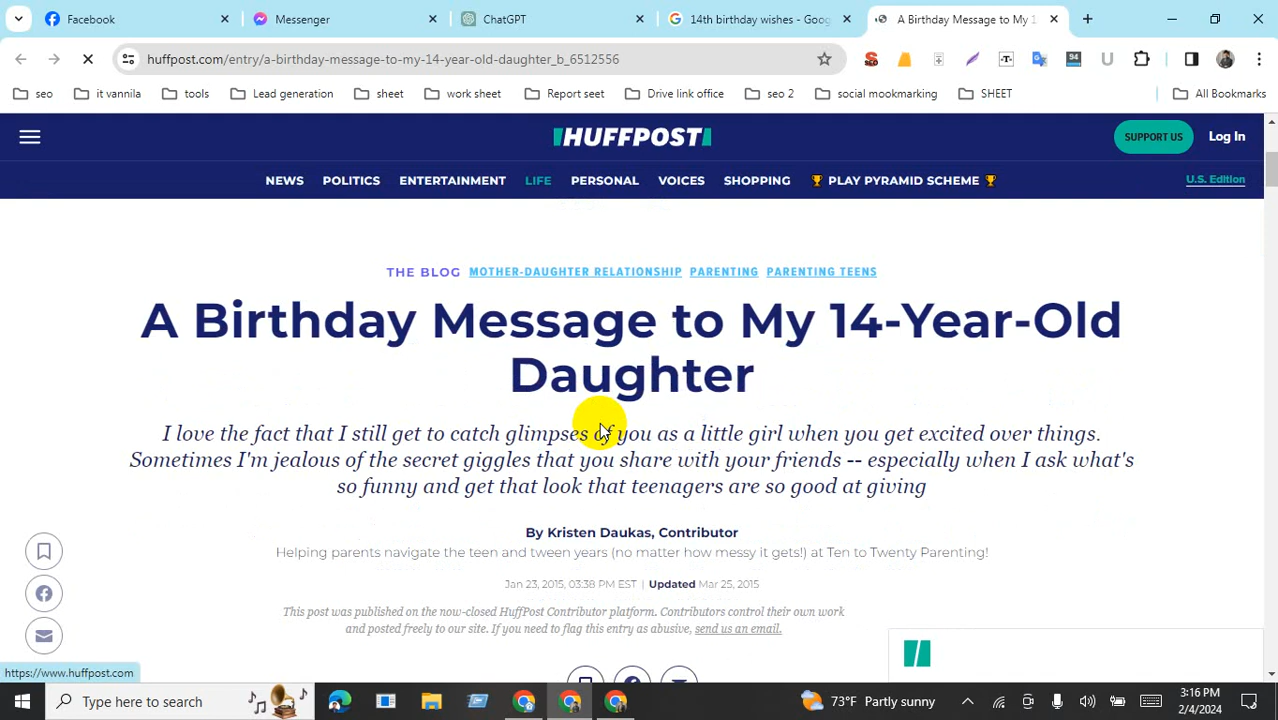 Facebook
Messenger
ChatGPT
14th birthday wishes - Goo
A Birthday Message to My 1
huffpost.com/entry/a-birthday-message-to-my-14-year-old-daughter_b_6512556
94
seo
it vannila
tools
Lead generation
sheet
work sheet
Report seet
Drive link office
seo 2
social mookmarking
SHEET
All Bookmarks
HUFFPOST
SUPPORT US
Log In
NEWS
POLITICS
ENTERTAINMENT
LIFE
PERSONAL
VOICES
SHOPPING
PLAY PYRAMID SCHEME
U.S. Edition
THE BLOG MOTHER-DAUGHTER RELATIONSHIP PARENTING PARENTING TEENS
A Birthday Message to My 14-Year-Old
Daughter
I love the fact that I still get to catch glimpses of you as a little girl when you get excited over things.
Sometimes I'm jealous of the secret giggles that you share with your friends -- especially when I ask what's
so funny and get that look that teenagers are so good at giving
By Kristen Daukas, Contributor
Helping parents navigate the teen and tween years (no matter how messy it gets!) at Ten to Twenty Parenting!
Jan 23, 2015, 03:38 PM EST | Updated Mar 25, 2015
This post was published on the now-closed HuffPost Contributor platform. Contributors control their own work
and posted freely to our site. If you need to flag this entry as abusive, send us an email.
https://www.huffpost.com
Type here to search
73°F Partly sunny
3:16 PM
2/4/2024